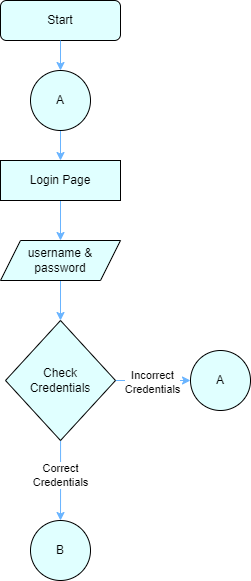 Start
A
Login Page
username &
password
Check
Credentials
Incorrect
Credentials
A
Correct
Credentials
B